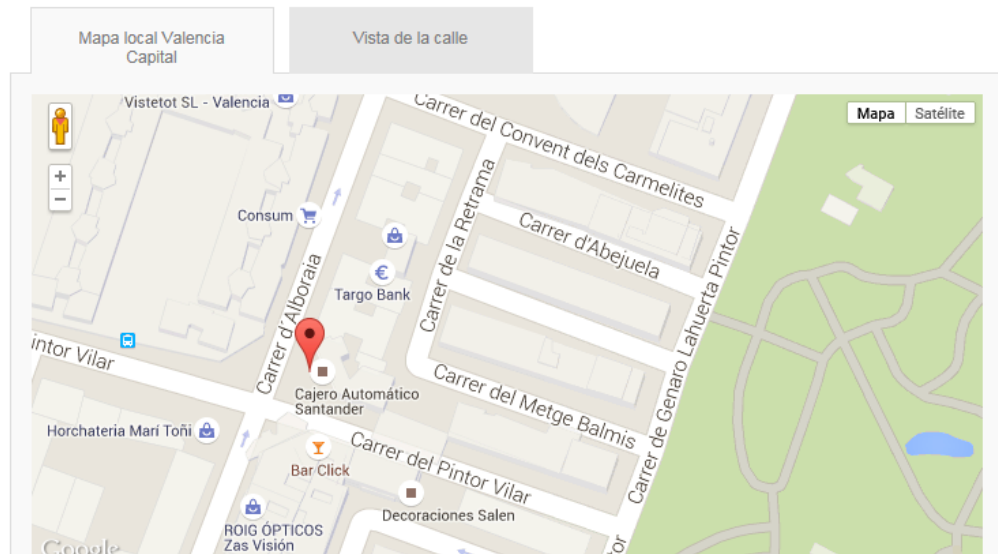 Mapa local Valencia
Capital
Vista de la calle
Vistetot SL - Valencia
Mapa
Satélite
+
−
Carrer del Convent dels Carmelites
Carrer de la Retrama
Consum
Carrer d'Abejuela
€
Targo Bank
Carrer d'Alboraia
Carrer de Genaro Lahuerta Pintor
intor Vilar
Cajero Automático
Santander
Carrer del Metge Balmis
Horchateria Marí Toñi
Carrer del Pintor Vilar
Bar Click
Decoraciones Salen
ROIG ÓPTICOS
Zas Visión
Google
or